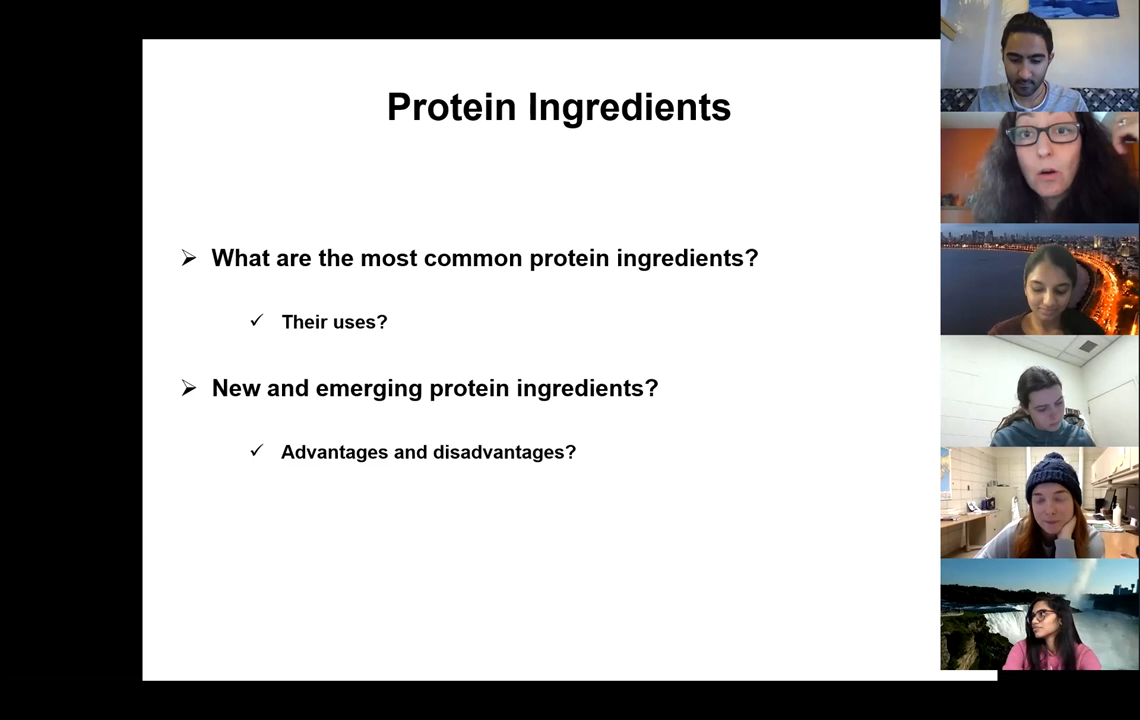 Protein Ingredients
➢ What are the most common protein ingredients?
✓ Their uses?
➢ New and emerging protein ingredients?
✓ Advantages and disadvantages?